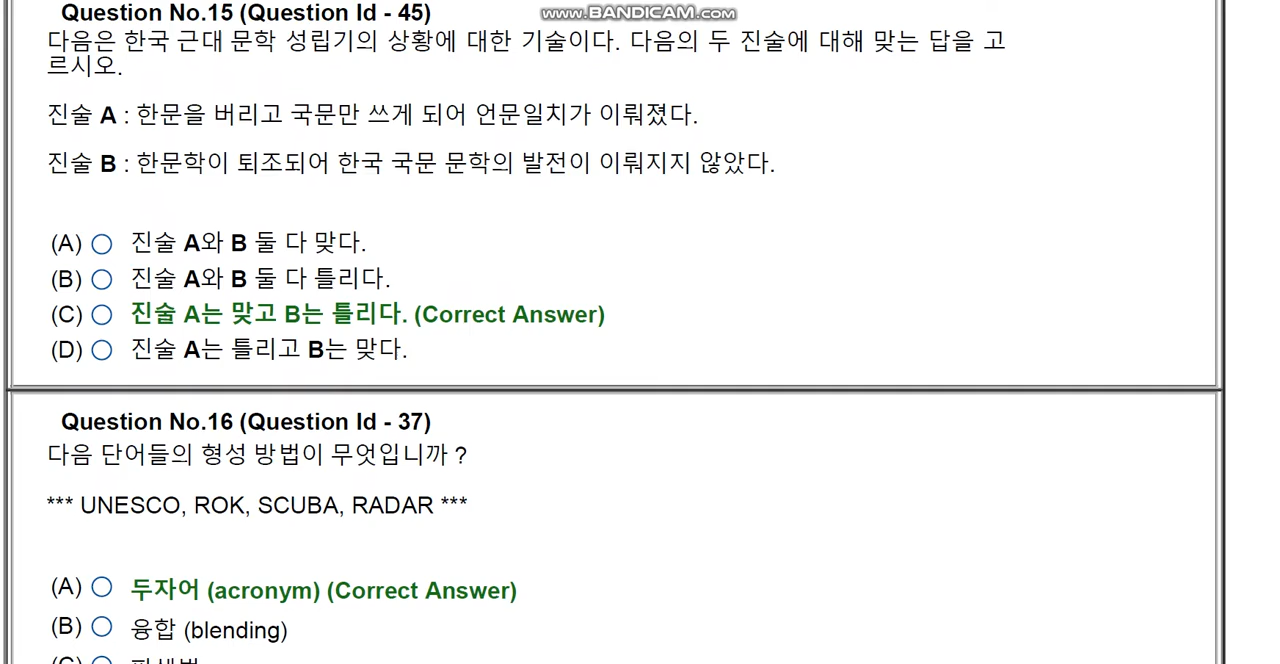 Question No.15 (Question Id - 45)
www.BANDICAM.com
다음은 한국 근대 문학 성립기의 상황에 대한 기술이다. 다음의 두 진술에 대해 맞는 답을 고
르시오.
진술 A : 한문을 버리고 국문만 쓰게 되어 언문일치가 이뤄졌다.
진술 B : 한문학이 퇴조되어 한국 국문 문학의 발전이 이뤄지지 않았다.
(A) 진술 A와 B 둘 다 맞다.
(B) 진술 A와 B 둘 다 틀리다.
(C) 진술 A는 맞고 B는 틀리다. (Correct Answer)
(D) 진술 A는 틀리고 B는 맞다.
Question No.16 (Question Id - 37)
다음 단어들의 형성 방법이 무엇입니까 ?
*** UNESCO, ROK, SCUBA, RADAR ***
(A) 두자어 (acronym) (Correct Answer)
(B) 융합 (blending)
(C)